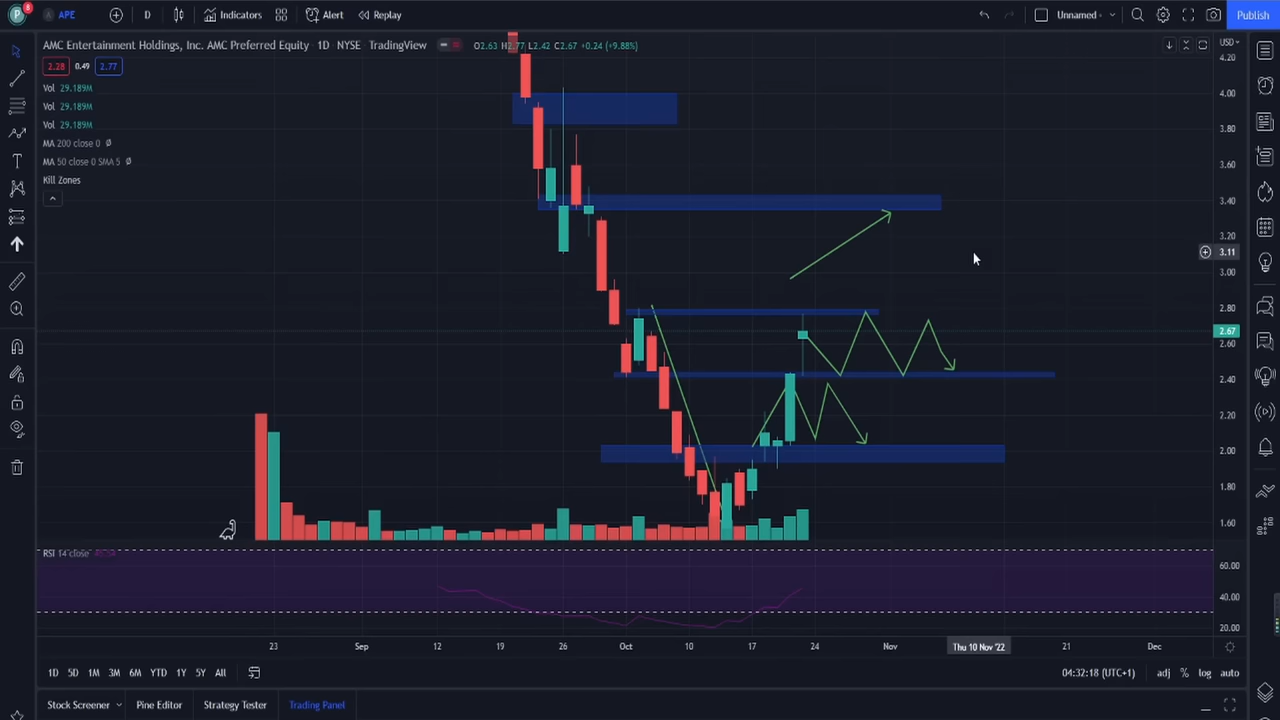 P 8 APE D Indicators Alert Replay Unnamed Publish
AMC Entertainment Holdings, Inc. AMC Preferred Equity 1D NYSE TradingView O2.63 H2.77 L2.42 C2.67 +0.24 (+9.88%) USD
2.28 0.49 2.77
Vol 29.189M
Vol 29.189M
Vol 29.189M
MA 200 close 0 Ø
MA 50 close 0 SMA 5 Ø
Kill Zones
4.20
4.00
3.80
3.60
3.40
3.20
3.11
3.00
2.80
2.67
2.60
2.40
2.20
2.00
1.80
1.60
RSI 14 close
60.00
40.00
20.00
23 Sep 12 26 Oct 10 17 24 Nov Thu 10 Nov '22 21 Dec
1D 5D 1M 3M 6M YTD 1Y 5Y All 04:32:18 (UTC+1) adj % log auto
Stock Screener Pine Editor Strategy Tester Trading Panel